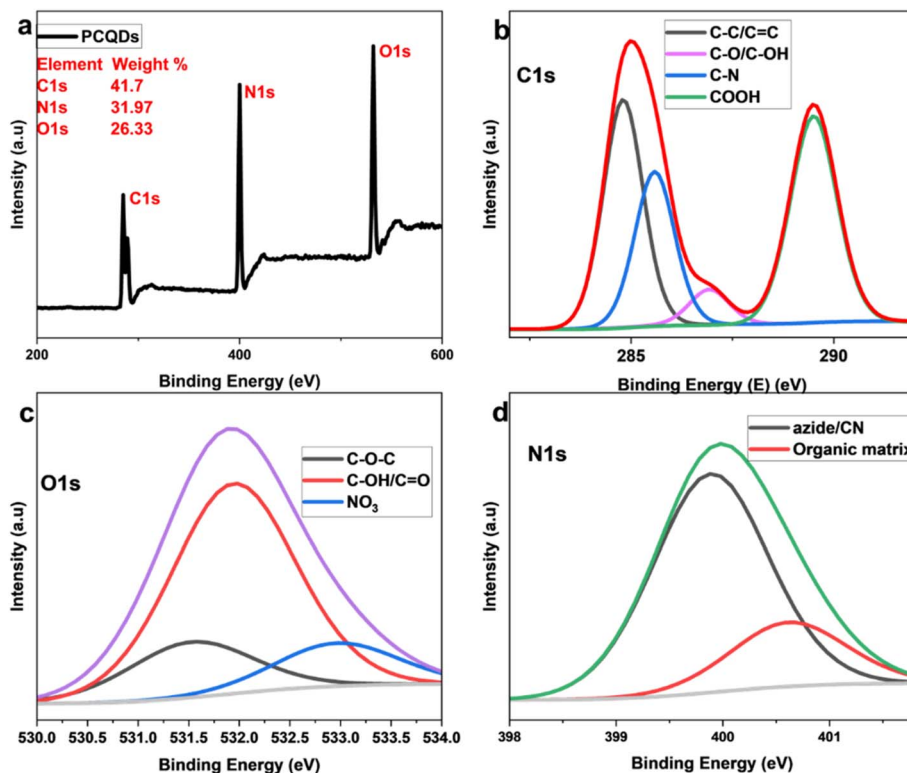 a
PCQDs
Element Weight %
C1s 41.7
N1s 31.97
O1s 26.33
C1s
N1s
O1s
Intensity (a.u)
200 400 600
Binding Energy (eV)
b
C1s
C-C/C=C
C-O/C-OH
C-N
COOH
Intensity (a.u)
285 290
Binding Energy (E) (eV)
c
O1s
C-O-C
C-OH/C=O
NO₃
Intensity (a.u)
530.0 530.5 531.0 531.5 532.0 532.5 533.0 533.5 534.0
Binding Energy (eV)
d
N1s
azide/CN
Organic matrix
Intensity (a.u)
398 399 400 401
Binding Energy (eV)